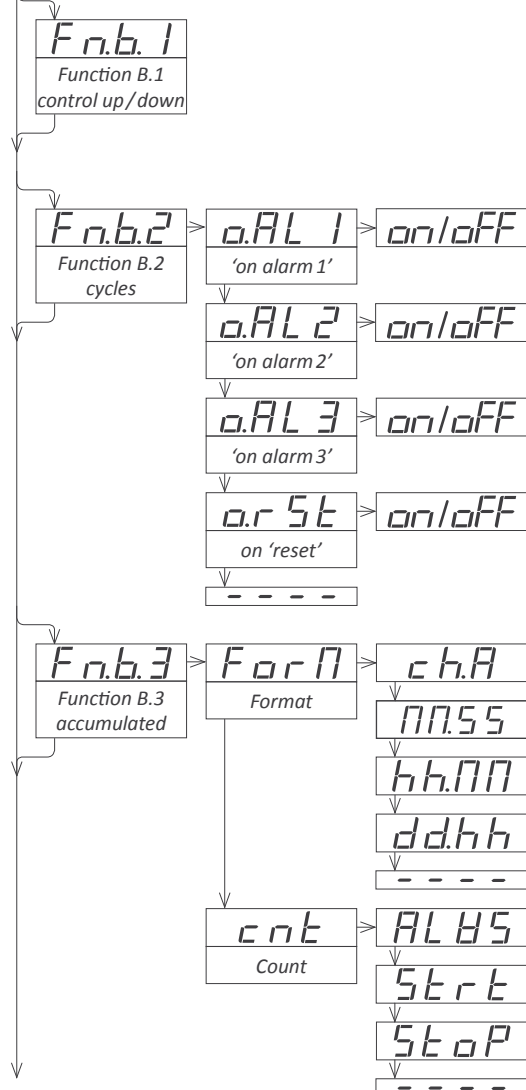 Fn.b.1
Function B.1
control up/down
Fn.b.2 o.AL 1 on/oFF
Function B.2
cycles
'on alarm 1'
o.AL 2 on/oFF
'on alarm 2'
o.AL 3 on/oFF
'on alarm 3'
o.rSt on/oFF
on 'reset'
----
Fn.b.3 ForM ch.A
Function B.3
accumulated
Format
MM.SS
hh.MM
dd.hh
----
cnt ALWS
Count
Strt
StoP
----